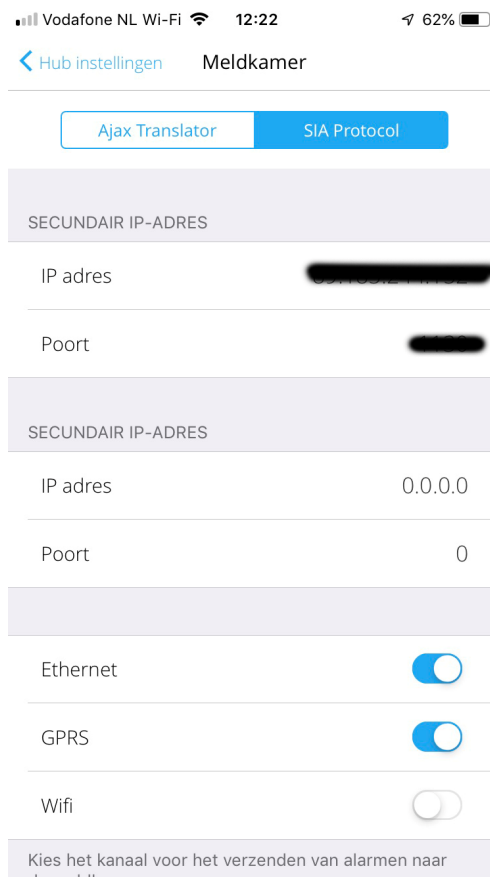 Vodafone NL Wi-Fi 12:22 62%
Hub instellingen Meldkamer
Ajax Translator SIA Protocol
SECUNDAIR IP-ADRES
IP adres
Poort
SECUNDAIR IP-ADRES
IP adres 0.0.0.0
Poort 0
Ethernet
GPRS
Wifi
Kies het kanaal voor het verzenden van alarmen naar